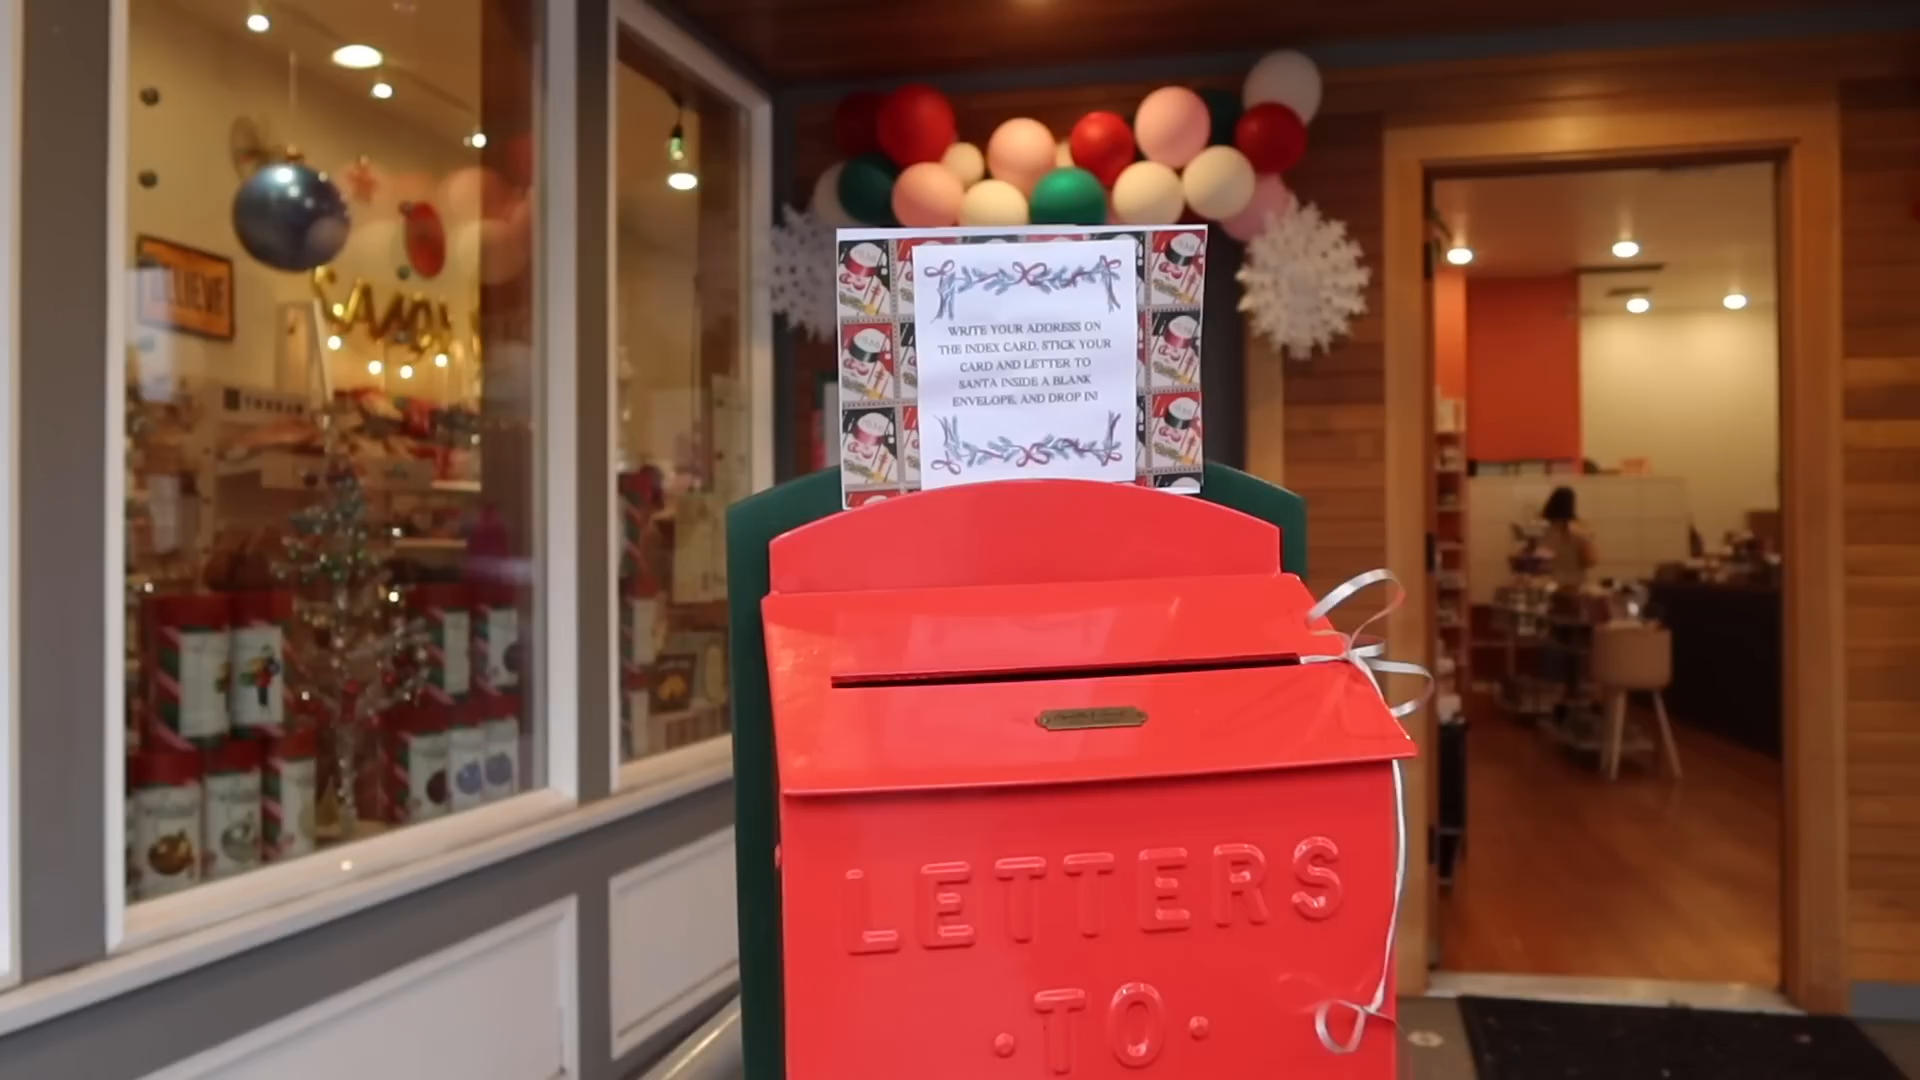 BELIEVE
WRITE YOUR ADDRESS ON
THE INDEX CARD, STICK YOUR
CARD AND LETTER TO
SANTA INSIDE A BLANK
ENVELOPE, AND DROP IN!
LETTERS
· TO ·